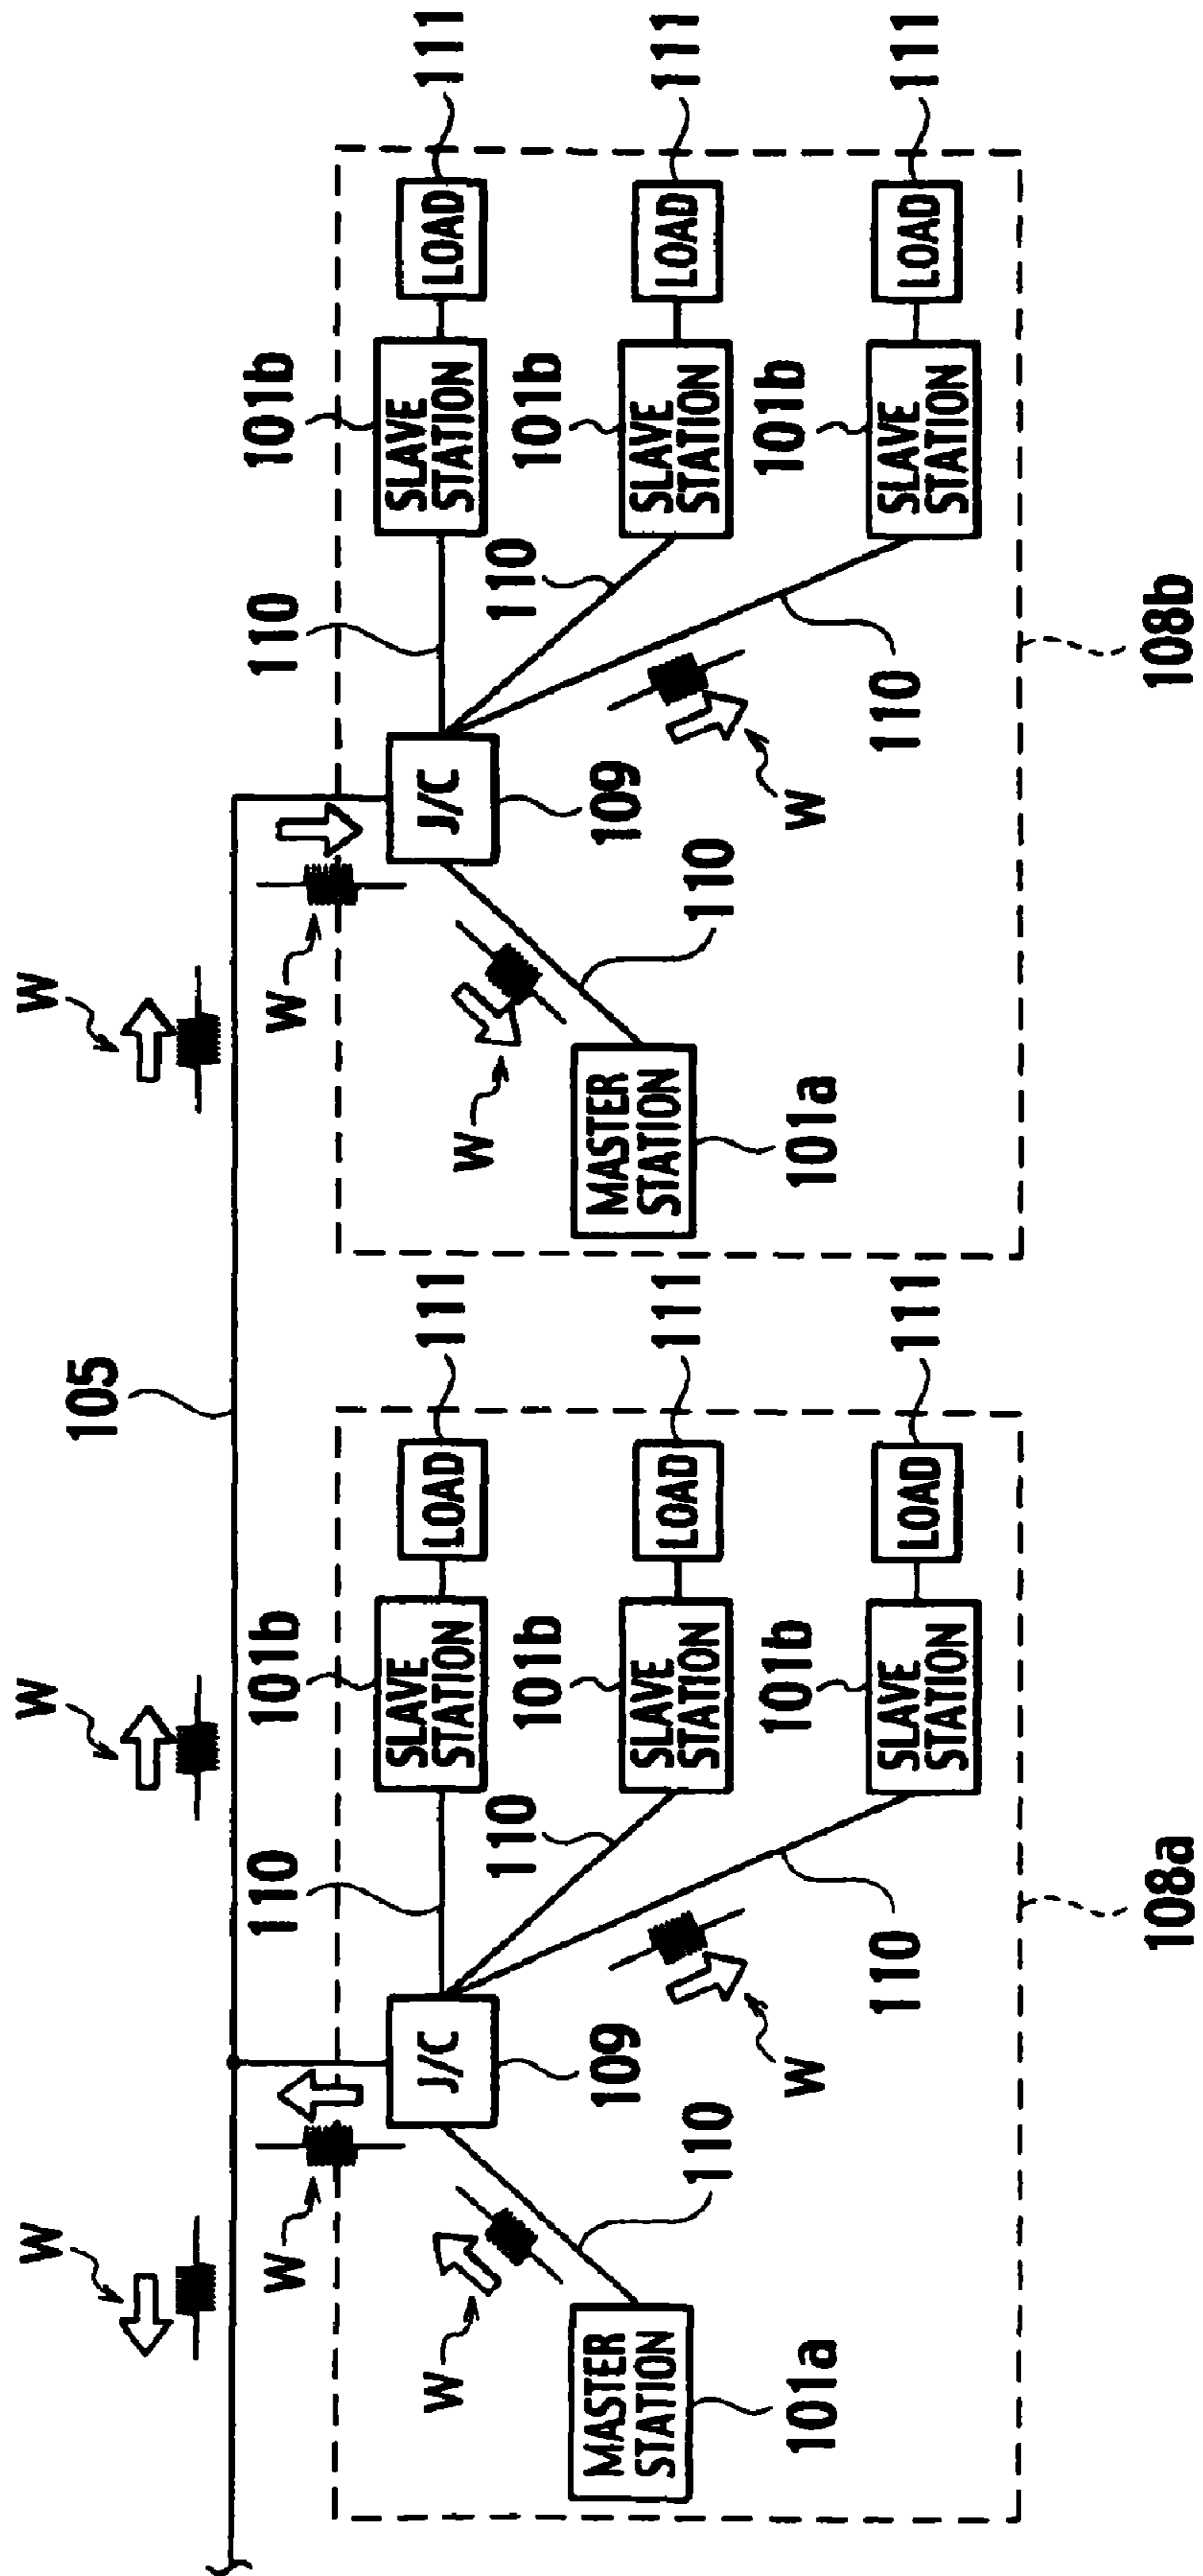 W
W
W
105
W
W
110
101b
SLAVE
STATION
LOAD
111
J/C
109
110
101b
SLAVE
STATION
LOAD
111
W
110
MASTER
STATION
101a
W
110
101b
SLAVE
STATION
LOAD
111
108a
W
W
110
101b
SLAVE
STATION
LOAD
111
J/C
109
110
101b
SLAVE
STATION
LOAD
111
110
MASTER
STATION
101a
W
110
101b
SLAVE
STATION
LOAD
111
108b